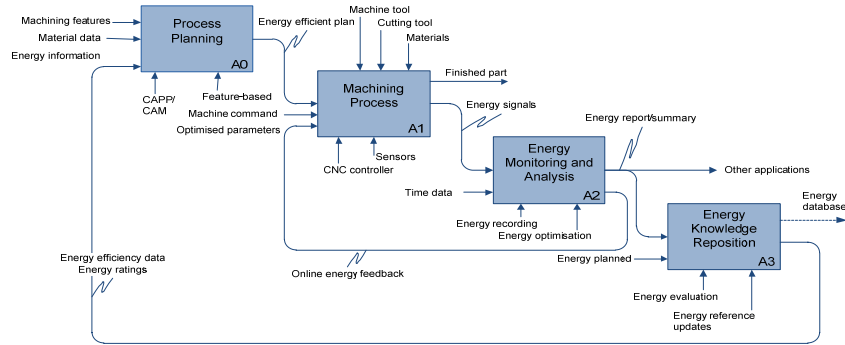 Machining features
Material data
Energy information
Process
Planning
A0
CAPP/
CAM
Feature-based
Energy efficient plan
Machine tool
Cutting tool
Materials
Machine command
Optimised parameters
Machining
Process
A1
Finished part
CNC controller
Sensors
Energy signals
Time data
Energy
Monitoring and
Analysis
A2
Energy report/summary
Other applications
Energy recording
Energy optimisation
Online energy feedback
Energy planned
Energy
Knowledge
Reposition
A3
Energy
database
Energy evaluation
Energy reference
updates
Energy efficiency data
Energy ratings